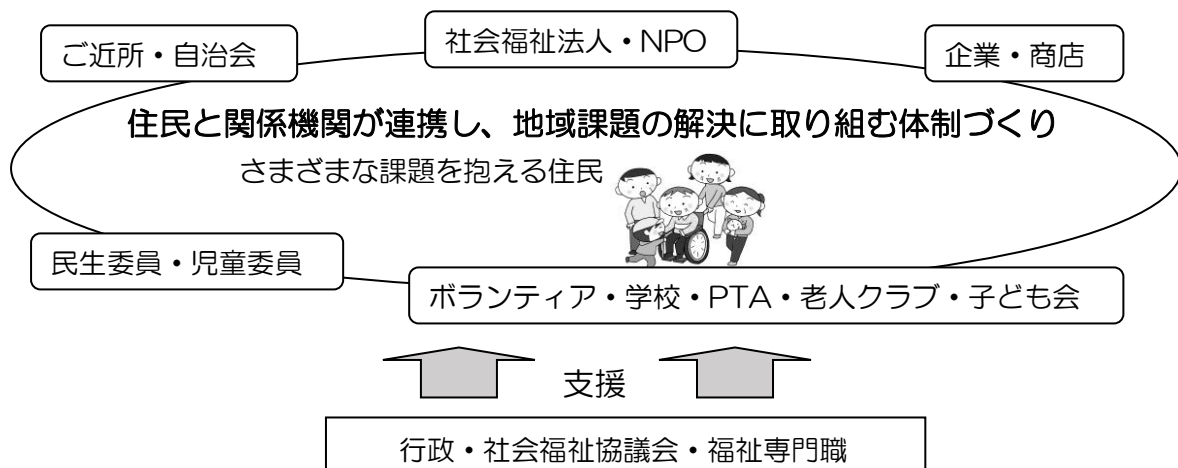 ご近所・自治会
社会福祉法人・NPO
企業・商店
住民と関係機関が連携し、地域課題の解決に取り組む体制づくり
さまざまな課題を抱える住民
民生委員・児童委員
ボランティア・学校・PTA・老人クラブ・子ども会
支援
行政・社会福祉協議会・福祉専門職